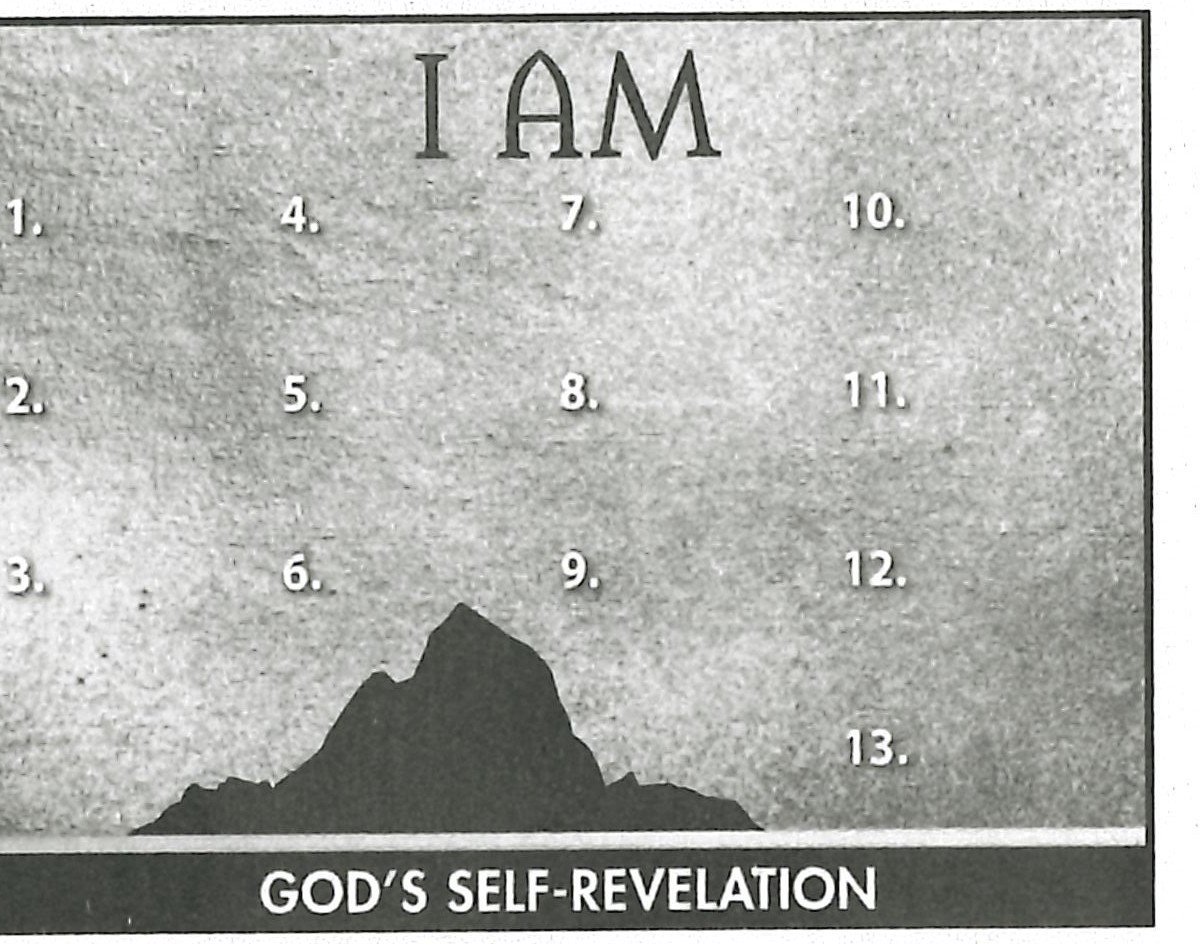 I AM
1. 4. 7. 10.
2. 5. 8. 11.
3. 6. 9. 12.
13.
GOD'S SELF-REVELATION